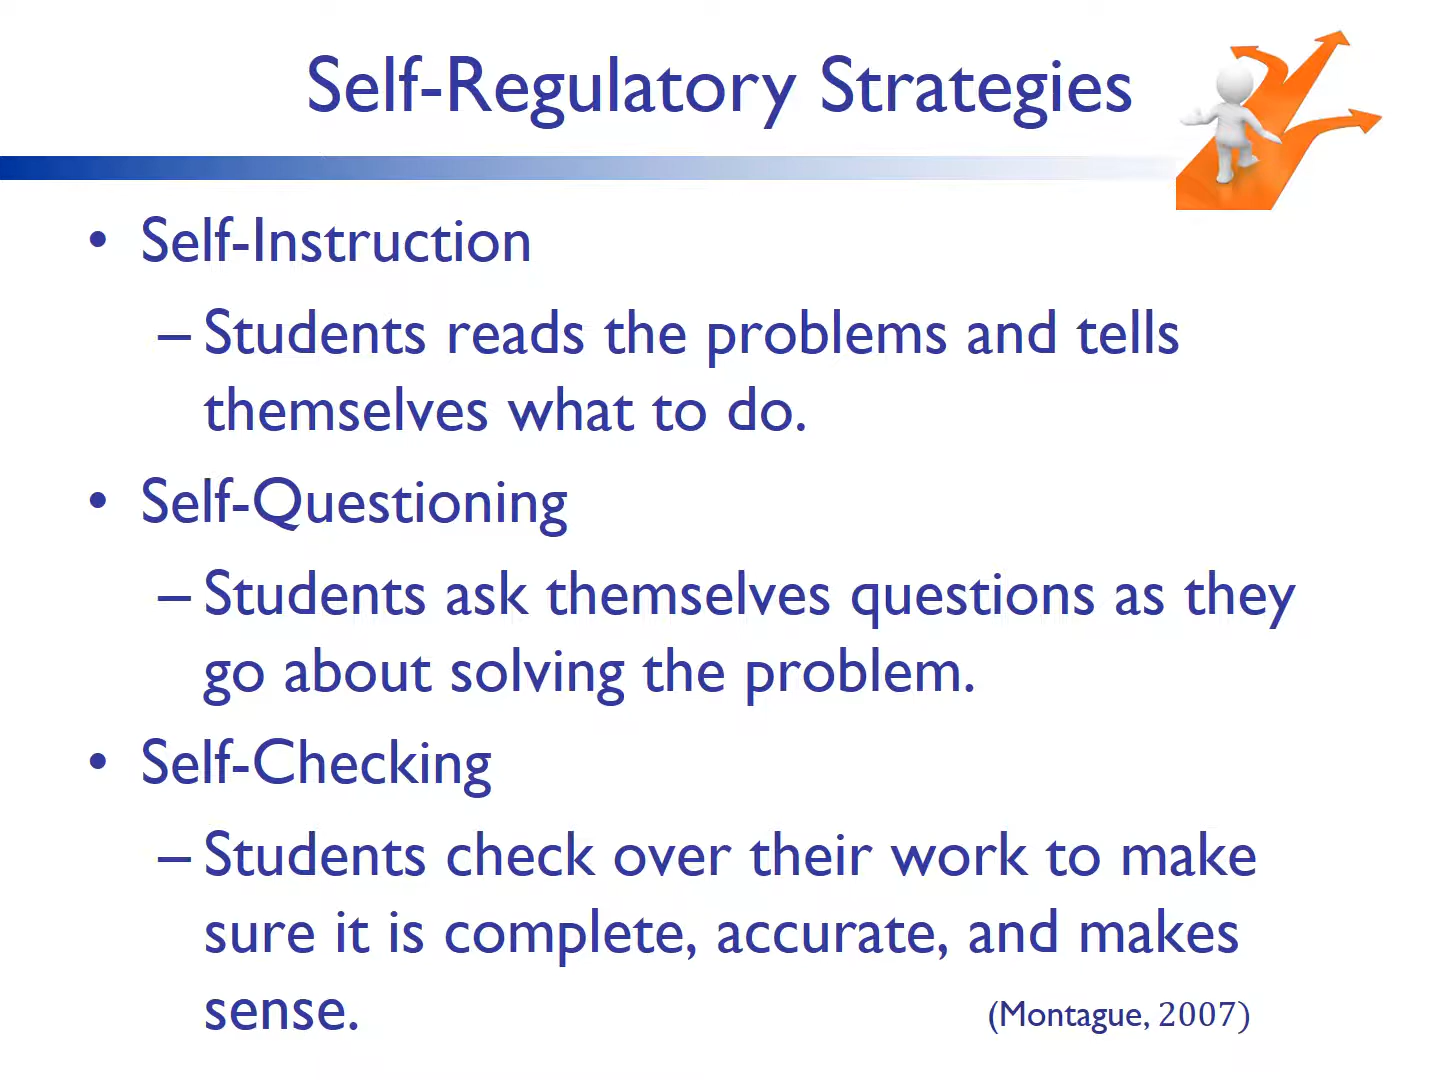 Self-Regulatory Strategies
• Self-Instruction
– Students reads the problems and tells
themselves what to do.
• Self-Questioning
– Students ask themselves questions as they
go about solving the problem.
• Self-Checking
– Students check over their work to make
sure it is complete, accurate, and makes
sense.
(Montague, 2007)